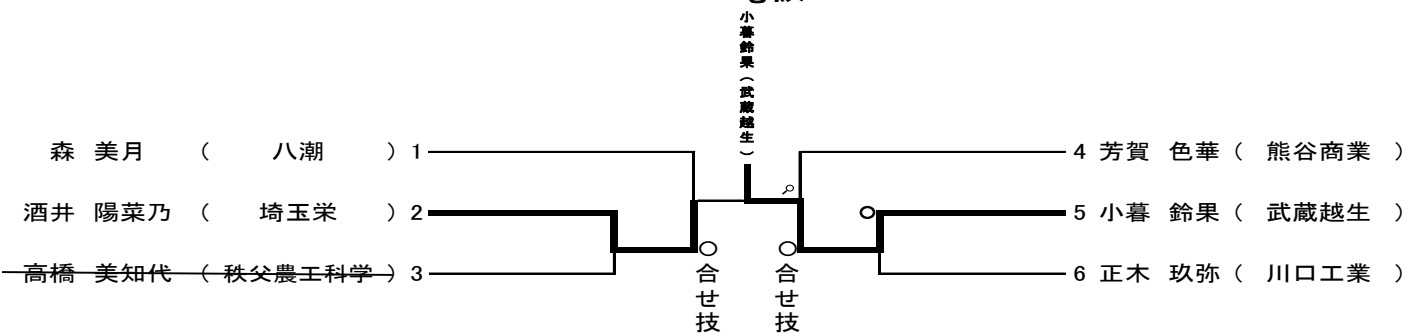 小暮鈴果（武蔵越生）
森 美月 （ 八潮 ） 1
酒井 陽菜乃 （ 埼玉栄 ） 2
高橋 美知代 （ 秩父農工科学 ） 3
4 芳賀 色華 （ 熊谷商業 ）
5 小暮 鈴果 （ 武蔵越生 ）
6 正木 玖弥 （ 川口工業 ）
○合せ技
○合せ技